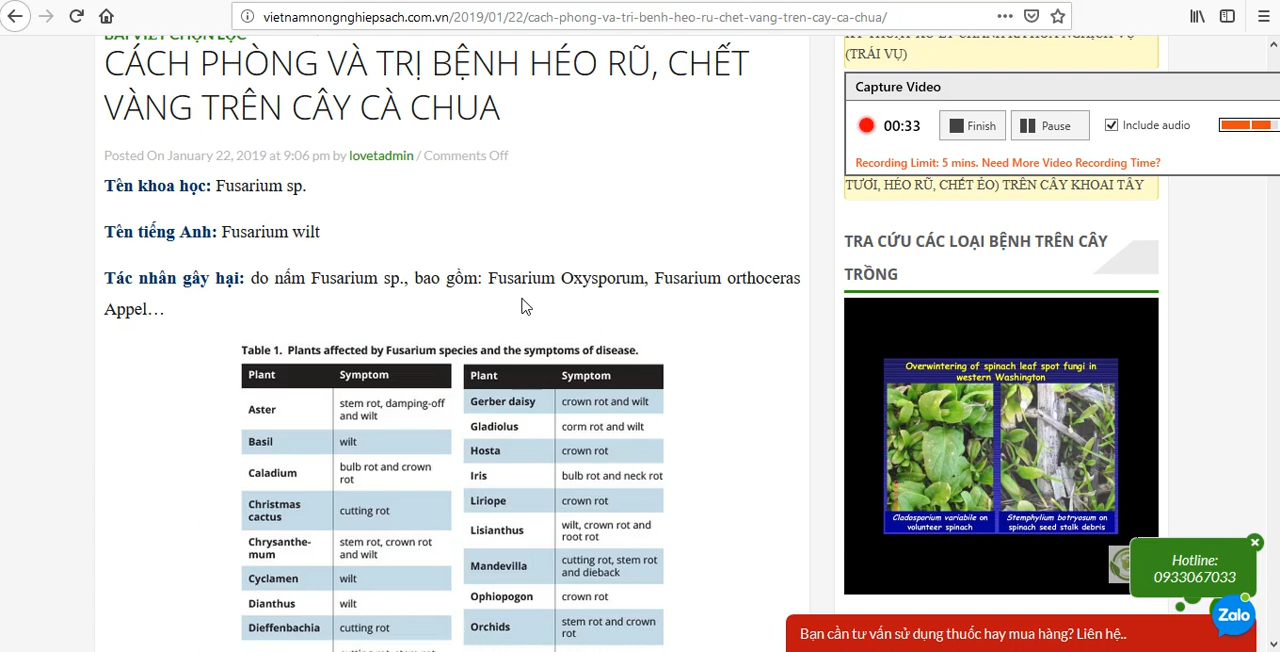 vietnamnongnghiepsach.com.vn/2019/01/22/cach-phong-va-tri-benh-heo-ru-chet-vang-tren-cay-ca-chua/
BÀI VIẾT CHỌN LỌC
CÁCH PHÒNG VÀ TRỊ BỆNH HÉO RŨ, CHẾT
VÀNG TRÊN CÂY CÀ CHUA
Posted On January 22, 2019 at 9:06 pm by lovetadmin / Comments Off
Tên khoa học: Fusarium sp.
Tên tiếng Anh: Fusarium wilt
Tác nhân gây hại: do nấm Fusarium sp., bao gồm: Fusarium Oxysporum, Fusarium orthoceras
Appel…
Table 1. Plants affected by Fusarium species and the symptoms of disease.
Plant Symptom
Aster stem rot, damping-off
and wilt
Basil wilt
Caladium bulb rot and crown
rot
Christmas
cactus cutting rot
Chrysanthe-
mum stem rot, crown rot
and wilt
Cyclamen wilt
Dianthus wilt
Dieffenbachia cutting rot
Plant Symptom
Gerber daisy crown rot and wilt
Gladiolus corm rot and wilt
Hosta crown rot
Iris bulb rot and neck rot
Liriope crown rot
Lisianthus wilt, crown rot and
root rot
Mandevilla cutting rot, stem rot
and dieback
Ophiopogon crown rot
Orchids stem rot and crown
rot
(TRÁI VỤ)
Capture Video
00:33 Finish Pause Include audio
Recording Limit: 5 mins. Need More Video Recording Time?
TƯƠI, HÉO RŨ, CHẾT ẺO) TRÊN CÂY KHOAI TÂY
TRA CỨU CÁC LOẠI BỆNH TRÊN CÂY
TRỒNG
Overwintering of spinach leaf spot fungi in
western Washington
Cladosporium variabile on
volunteer spinach
Stemphylium botryosum on
spinach seed stalk debris
Hotline:
0933067033
Zalo
Bạn cần tư vấn sử dụng thuốc hay mua hàng? Liên hệ..